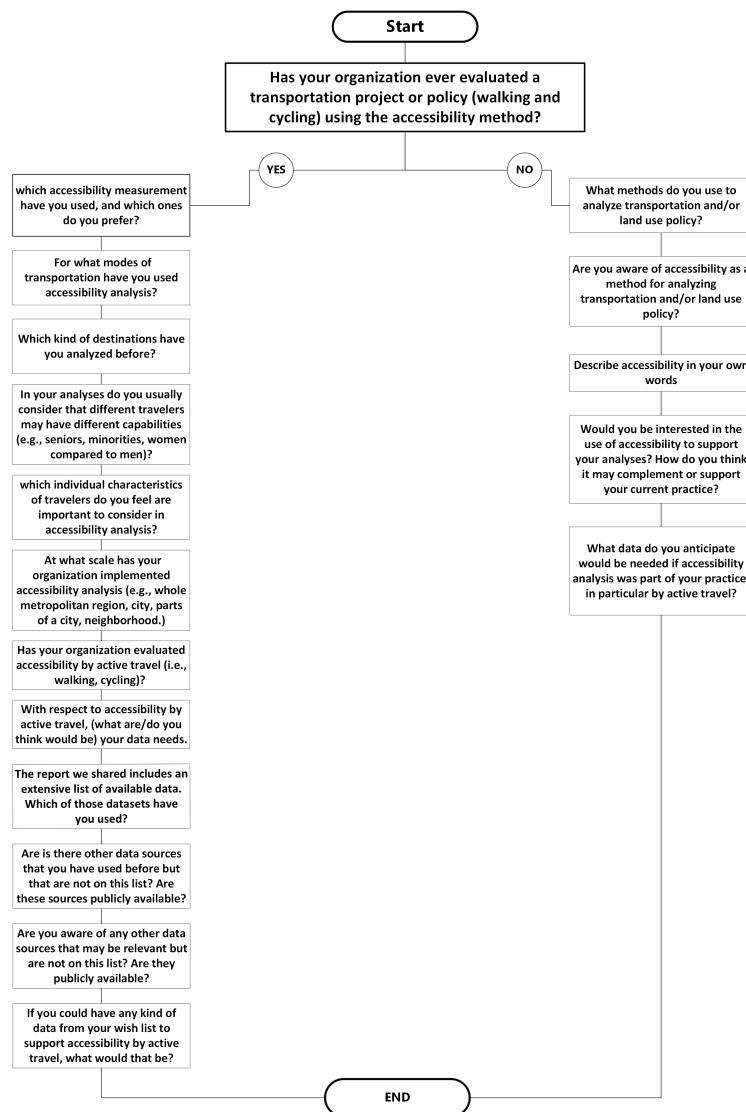 Start
Has your organization ever evaluated a
transportation project or policy (walking and
cycling) using the accessibility method?
YES
NO
which accessibility measurement
have you used, and which ones
do you prefer?
For what modes of
transportation have you used
accessibility analysis?
Which kind of destinations have
you analyzed before?
In your analyses do you usually
consider that different travelers
may have different capabilities
(e.g., seniors, minorities, women
compared to men)?
which individual characteristics
of travelers do you feel are
important to consider in
accessibility analysis?
At what scale has your
organization implemented
accessibility analysis (e.g., whole
metropolitan region, city, parts
of a city, neighborhood.)
Has your organization evaluated
accessibility by active travel (i.e.,
walking, cycling)?
With respect to accessibility by
active travel, (what are/do you
think would be) your data needs.
The report we shared includes an
extensive list of available data.
Which of those datasets have
you used?
Are is there other data sources
that you have used before but
that are not on this list? Are
these sources publicly available?
Are you aware of any other data
sources that may be relevant but
are not on this list? Are they
publicly available?
If you could have any kind of
data from your wish list to
support accessibility by active
travel, what would that be?
What methods do you use to
analyze transportation and/or
land use policy?
Are you aware of accessibility as a
method for analyzing
transportation and/or land use
policy?
Describe accessibility in your own
words
Would you be interested in the
use of accessibility to support
your analyses? How do you think
it may complement or support
your current practice?
What data do you anticipate
would be needed if accessibility
analysis was part of your practice
in particular by active travel?
END